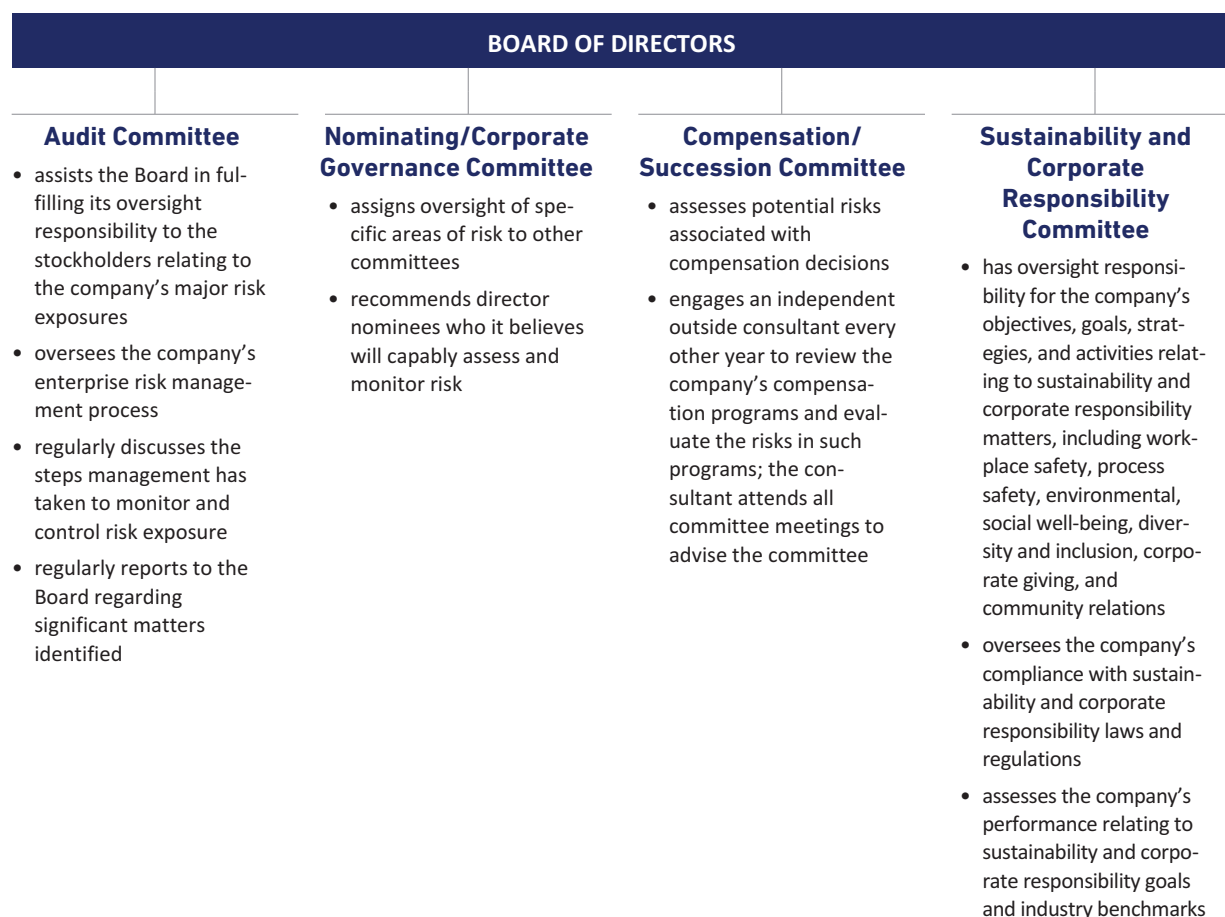 BOARD OF DIRECTORS
Audit Committee
• assists the Board in ful-
filling its oversight
responsibility to the
stockholders relating to
the company’s major risk
exposures
• oversees the company’s
enterprise risk manage-
ment process
• regularly discusses the
steps management has
taken to monitor and
control risk exposure
• regularly reports to the
Board regarding
significant matters
identified
Nominating/Corporate
Governance Committee
• assigns oversight of spe-
cific areas of risk to other
committees
• recommends director
nominees who it believes
will capably assess and
monitor risk
Compensation/
Succession Committee
• assesses potential risks
associated with
compensation decisions
• engages an independent
outside consultant every
other year to review the
company’s compensa-
tion programs and eval-
uate the risks in such
programs; the con-
sultant attends all
committee meetings to
advise the committee
Sustainability and
Corporate
Responsibility
Committee
• has oversight responsi-
bility for the company’s
objectives, goals, strat-
egies, and activities relat-
ing to sustainability and
corporate responsibility
matters, including work-
place safety, process
safety, environmental,
social well-being, diver-
sity and inclusion, corpo-
rate giving, and
community relations
• oversees the company’s
compliance with sustain-
ability and corporate
responsibility laws and
regulations
• assesses the company’s
performance relating to
sustainability and corpo-
rate responsibility goals
and industry benchmarks